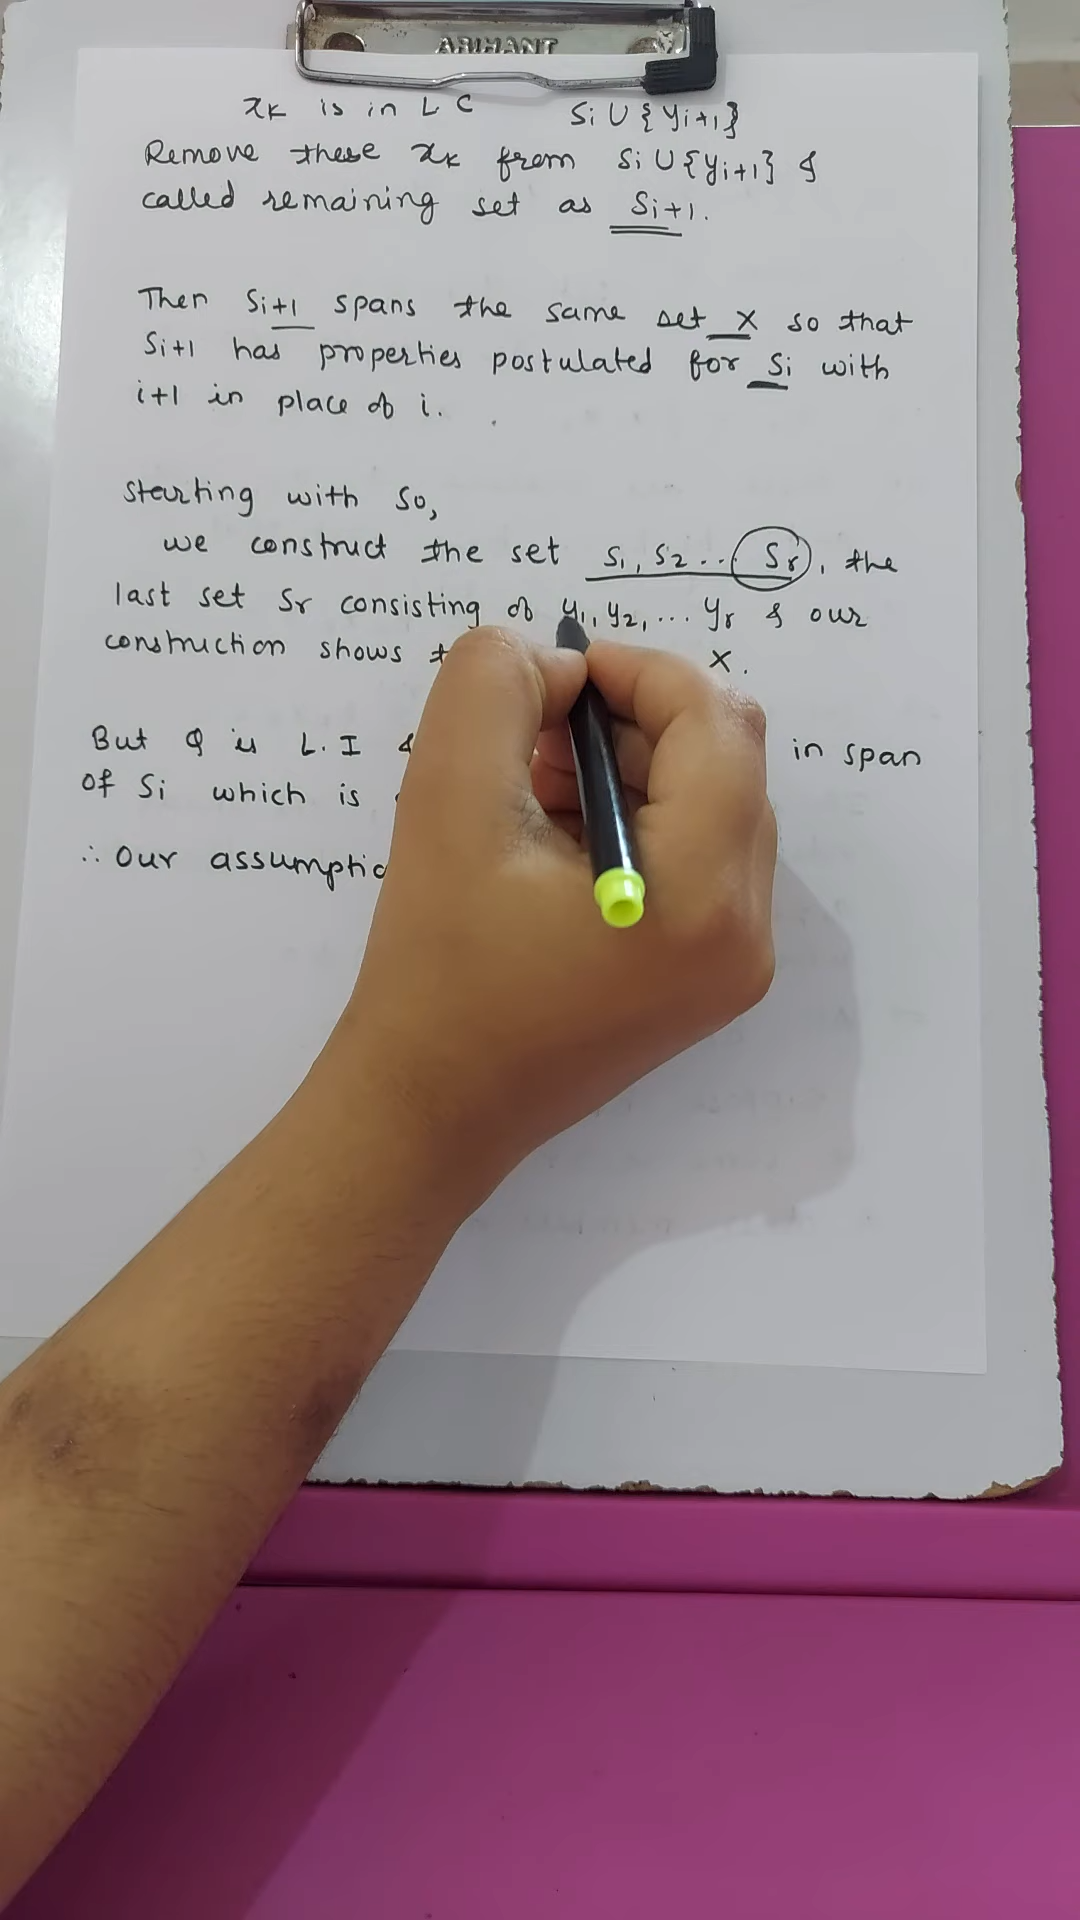 ARIHANT
xk is in L C Si U {yi+1}
Remove these xk from Si U {yi+1} &
called remaining set as Si+1.
Then Si+1 spans the same set X so that
Si+1 has properties postulated for Si with
i+1 in place of i.
starting with So,
we construct the set S1, S2 ... Sr, the
last set Sr consisting of y1, y2, ... yr & our
construction shows X.
But Q is L.I & in span
of Si which is
∴ Our